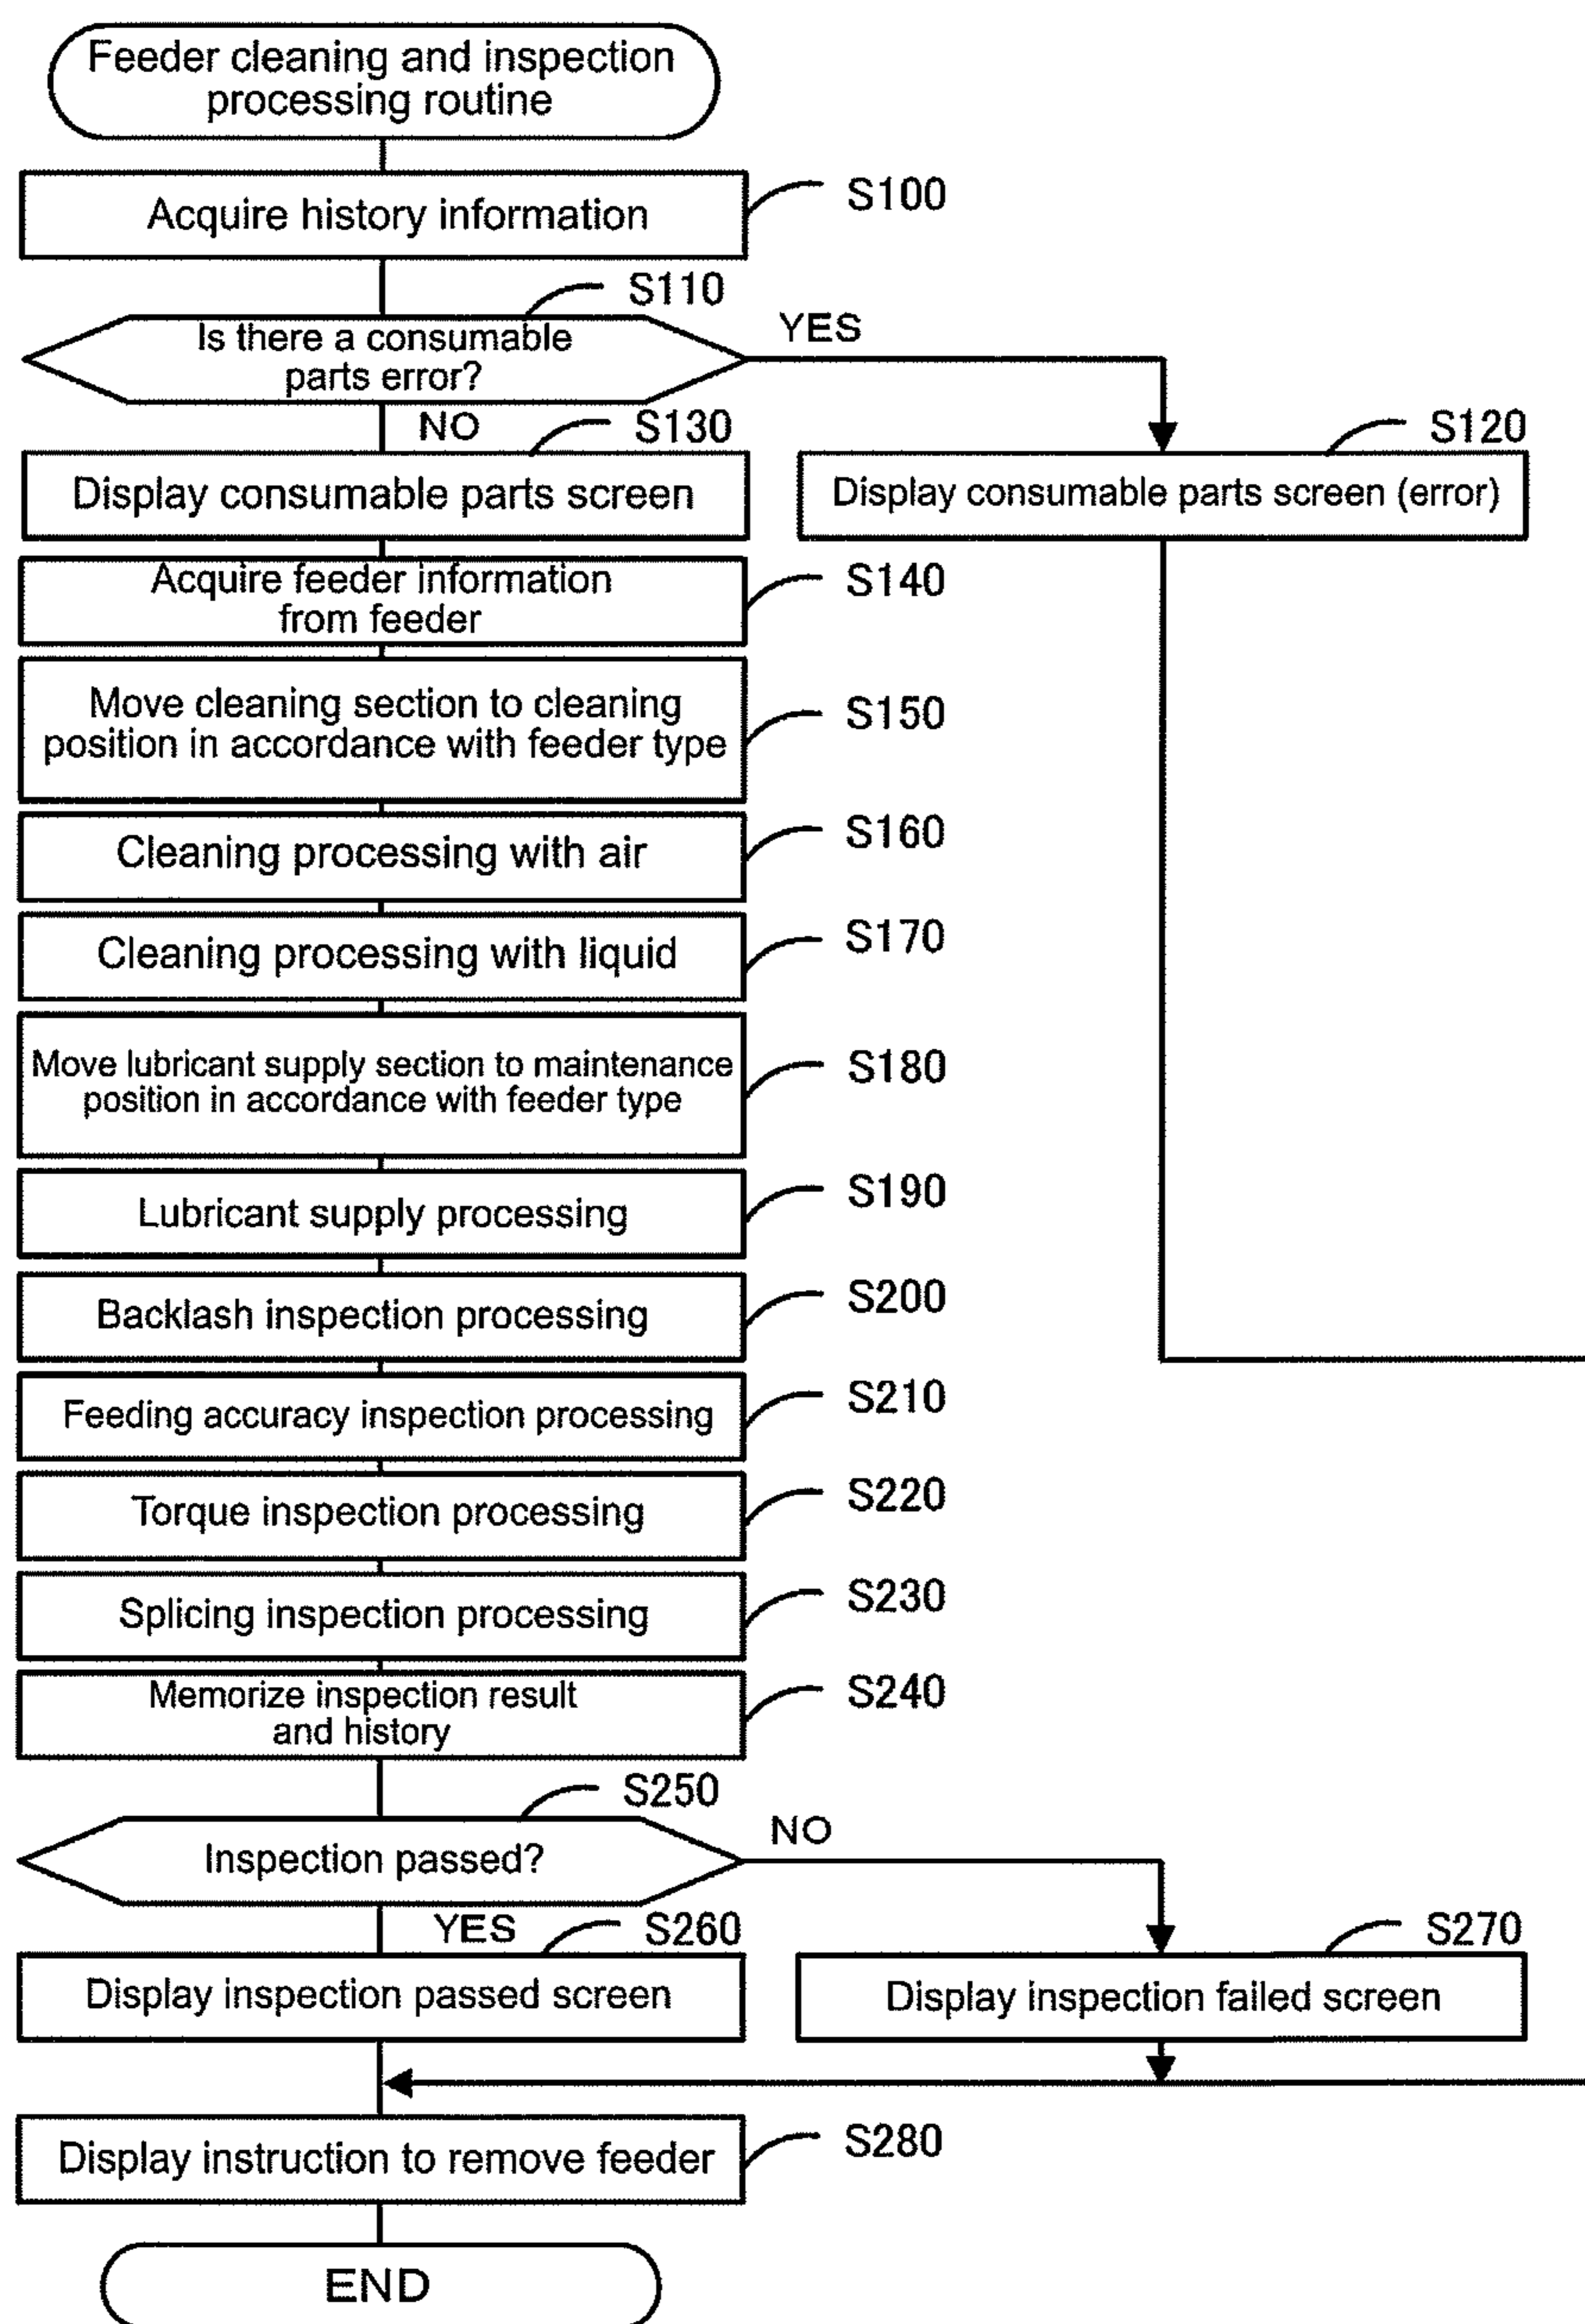 Feeder cleaning and inspection
processing routine
Acquire history information
S100
S110
Is there a consumable
parts error?
YES
NO
S130
S120
Display consumable parts screen
Display consumable parts screen (error)
Acquire feeder information
from feeder
S140
Move cleaning section to cleaning
position in accordance with feeder type
S150
Cleaning processing with air
S160
Cleaning processing with liquid
S170
Move lubricant supply section to maintenance
position in accordance with feeder type
S180
Lubricant supply processing
S190
Backlash inspection processing
S200
Feeding accuracy inspection processing
S210
Torque inspection processing
S220
Splicing inspection processing
S230
Memorize inspection result
and history
S240
S250
Inspection passed?
NO
YES
S260
S270
Display inspection passed screen
Display inspection failed screen
Display instruction to remove feeder
S280
END